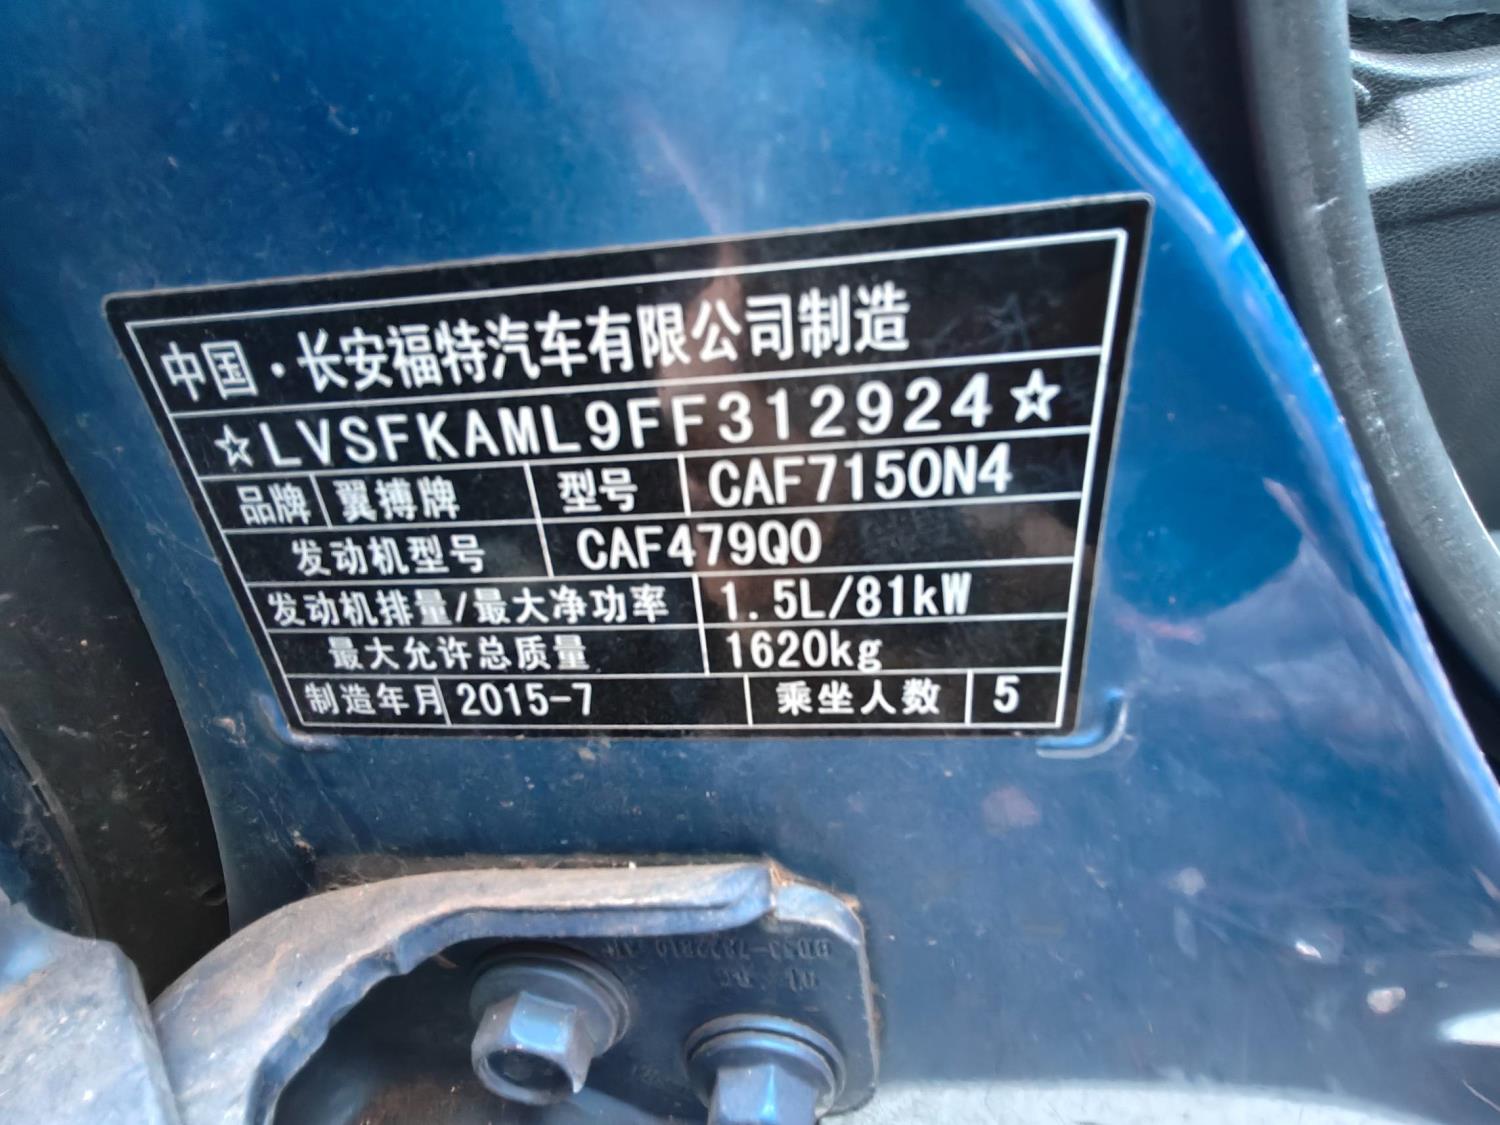 中国·长安福特汽车有限公司制造
☆LVSFKAML9FF312924☆
品牌 翼搏牌 型号 CAF7150N4
发动机型号 CAF479Q0
发动机排量/最大净功率 1.5L/81kW
最大允许总质量 1620kg
制造年月 2015-7 乘坐人数 5